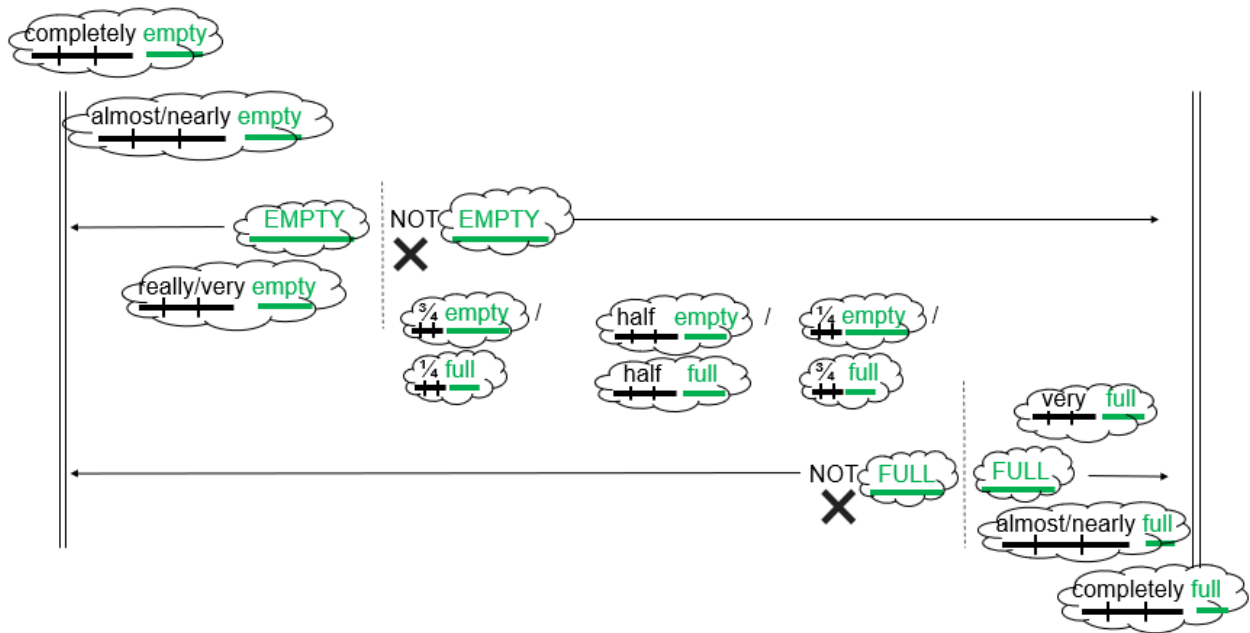 completely empty
almost/nearly empty
EMPTY NOT EMPTY
really/very empty
¾ empty / half empty / ¼ empty /
¼ full half full ¾ full
very full
NOT FULL FULL
almost/nearly full
completely full